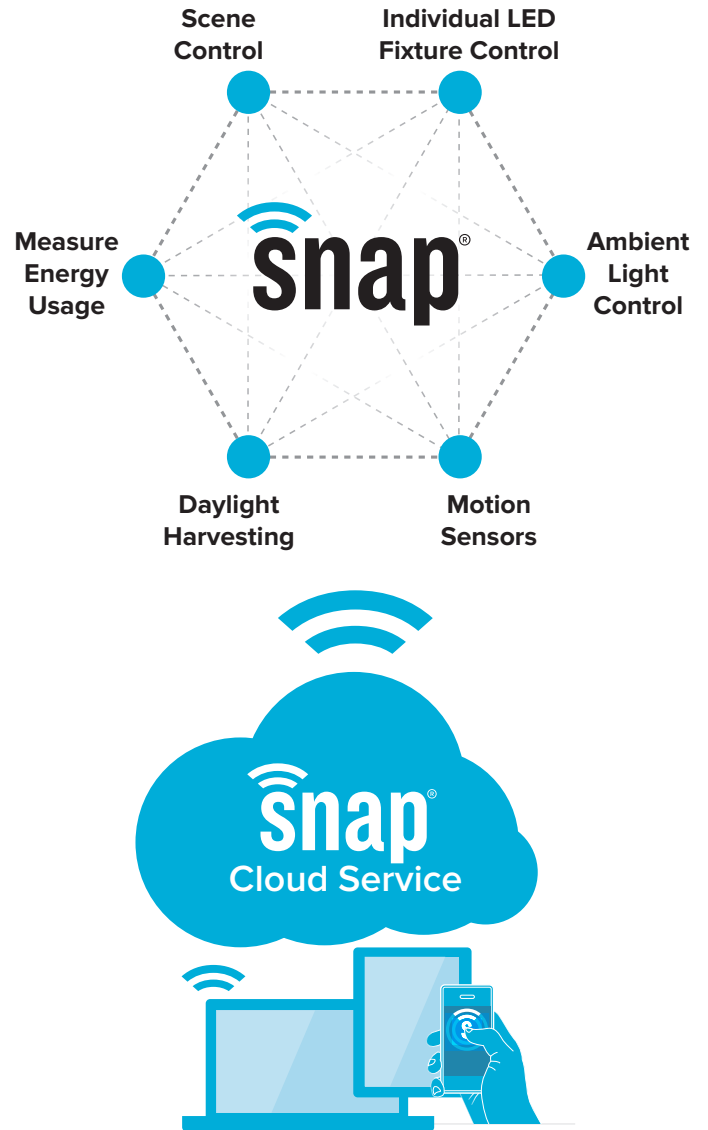 Scene
Control
Individual LED
Fixture Control
Measure
Energy
Usage
snap®
Ambient
Light
Control
Daylight
Harvesting
Motion
Sensors
snap®
Cloud Service